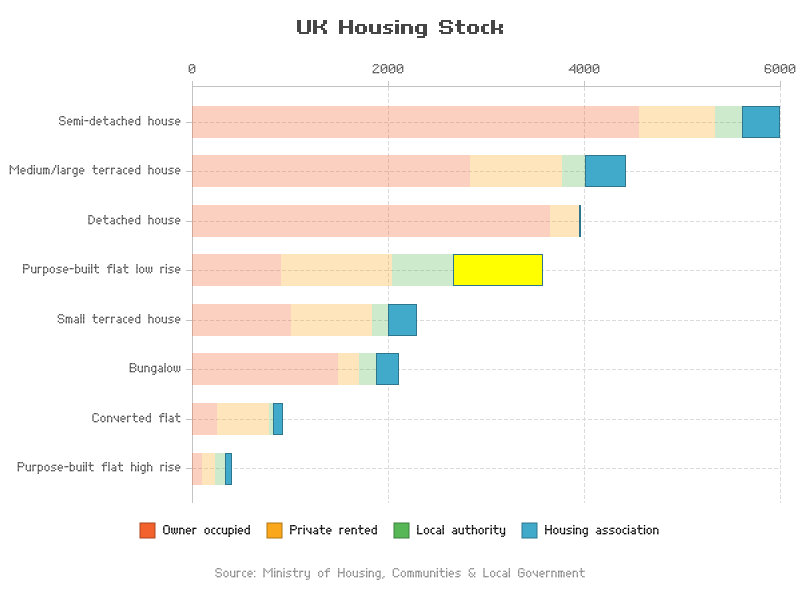 UK Housing Stock
0 2000 4000 6000
Semi-detached house
Medium/large terraced house
Detached house
Purpose-built flat low rise
Small terraced house
Bungalow
Converted flat
Purpose-built flat high rise
Owner occupied Private rented Local authority Housing association
Source: Ministry of Housing, Communities & Local Government